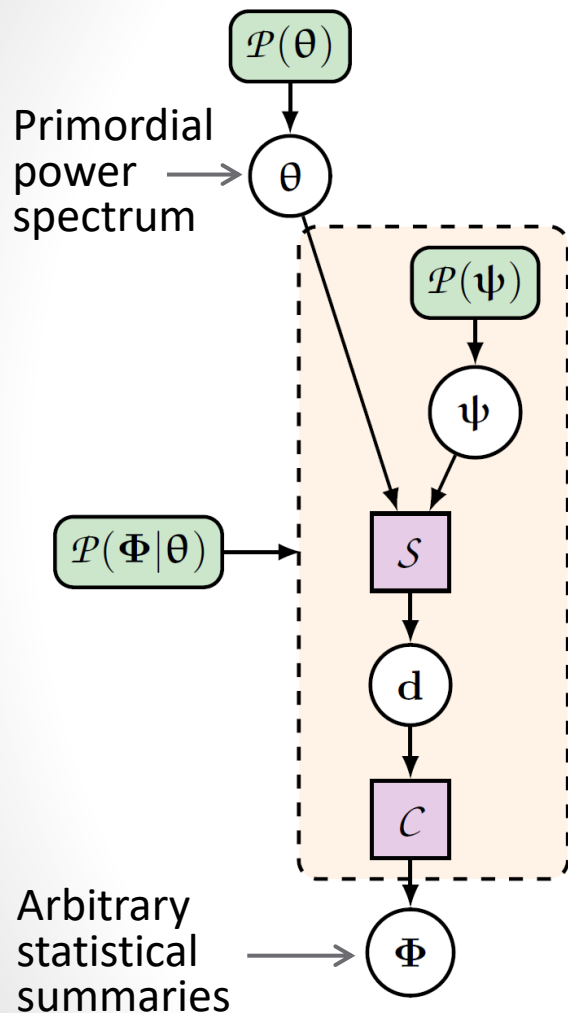 𝒫(θ)
Primordial
power
spectrum
θ
𝒫(ψ)
ψ
𝒫(Φ|θ)
𝒮
d
𝒞
Arbitrary
statistical
summaries
Φ